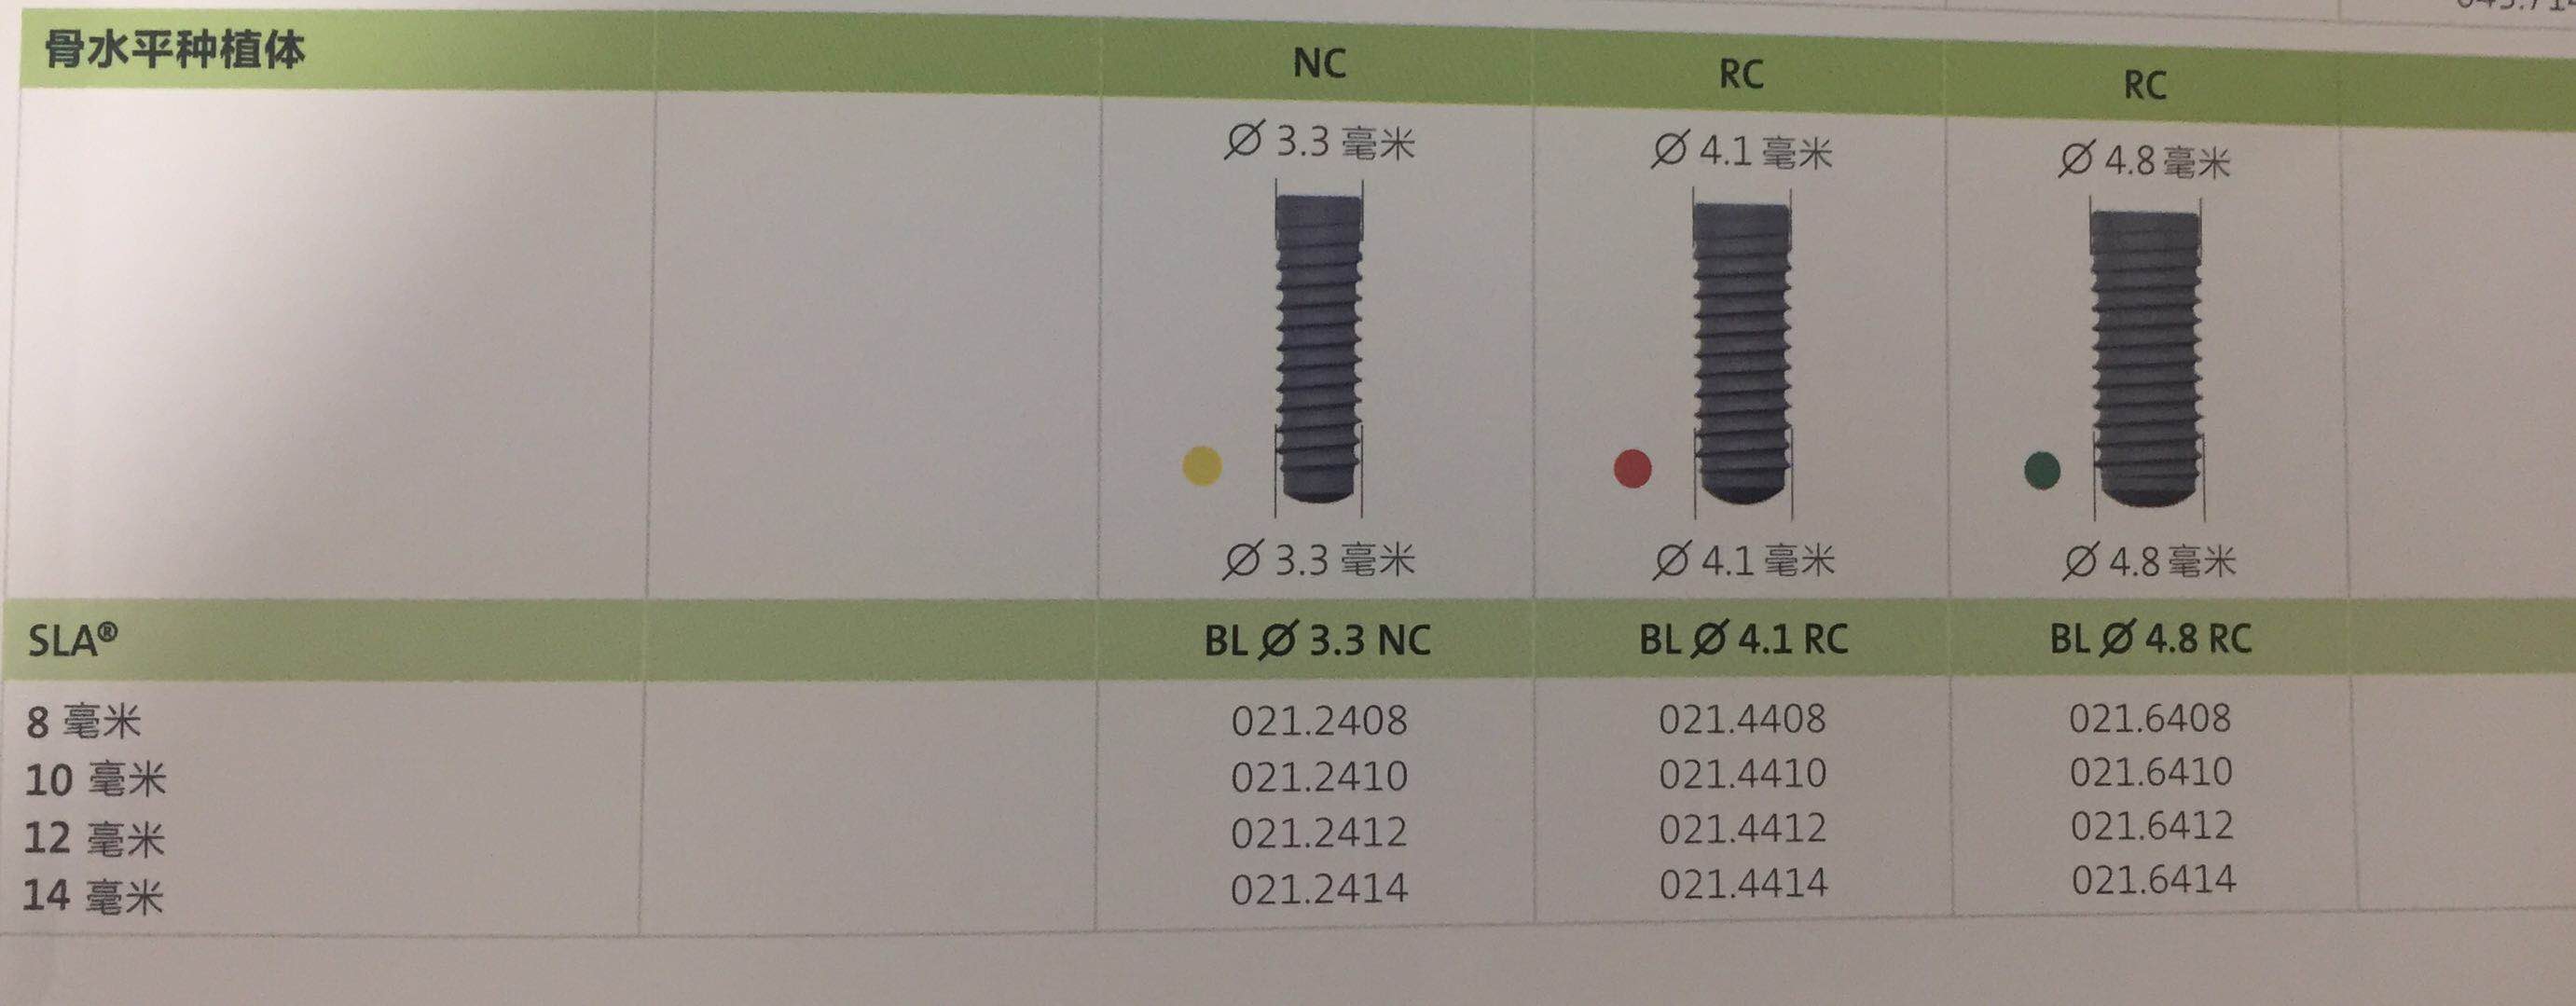 骨水平种植体 NC RC RC
Ø 3.3 毫米 Ø 4.1 毫米 Ø 4.8 毫米
Ø 3.3 毫米 Ø 4.1 毫米 Ø 4.8 毫米
SLA® BL Ø 3.3 NC BL Ø 4.1 RC BL Ø 4.8 RC
8 毫米 021.2408 021.4408 021.6408
10 毫米 021.2410 021.4410 021.6410
12 毫米 021.2412 021.4412 021.6412
14 毫米 021.2414 021.4414 021.6414